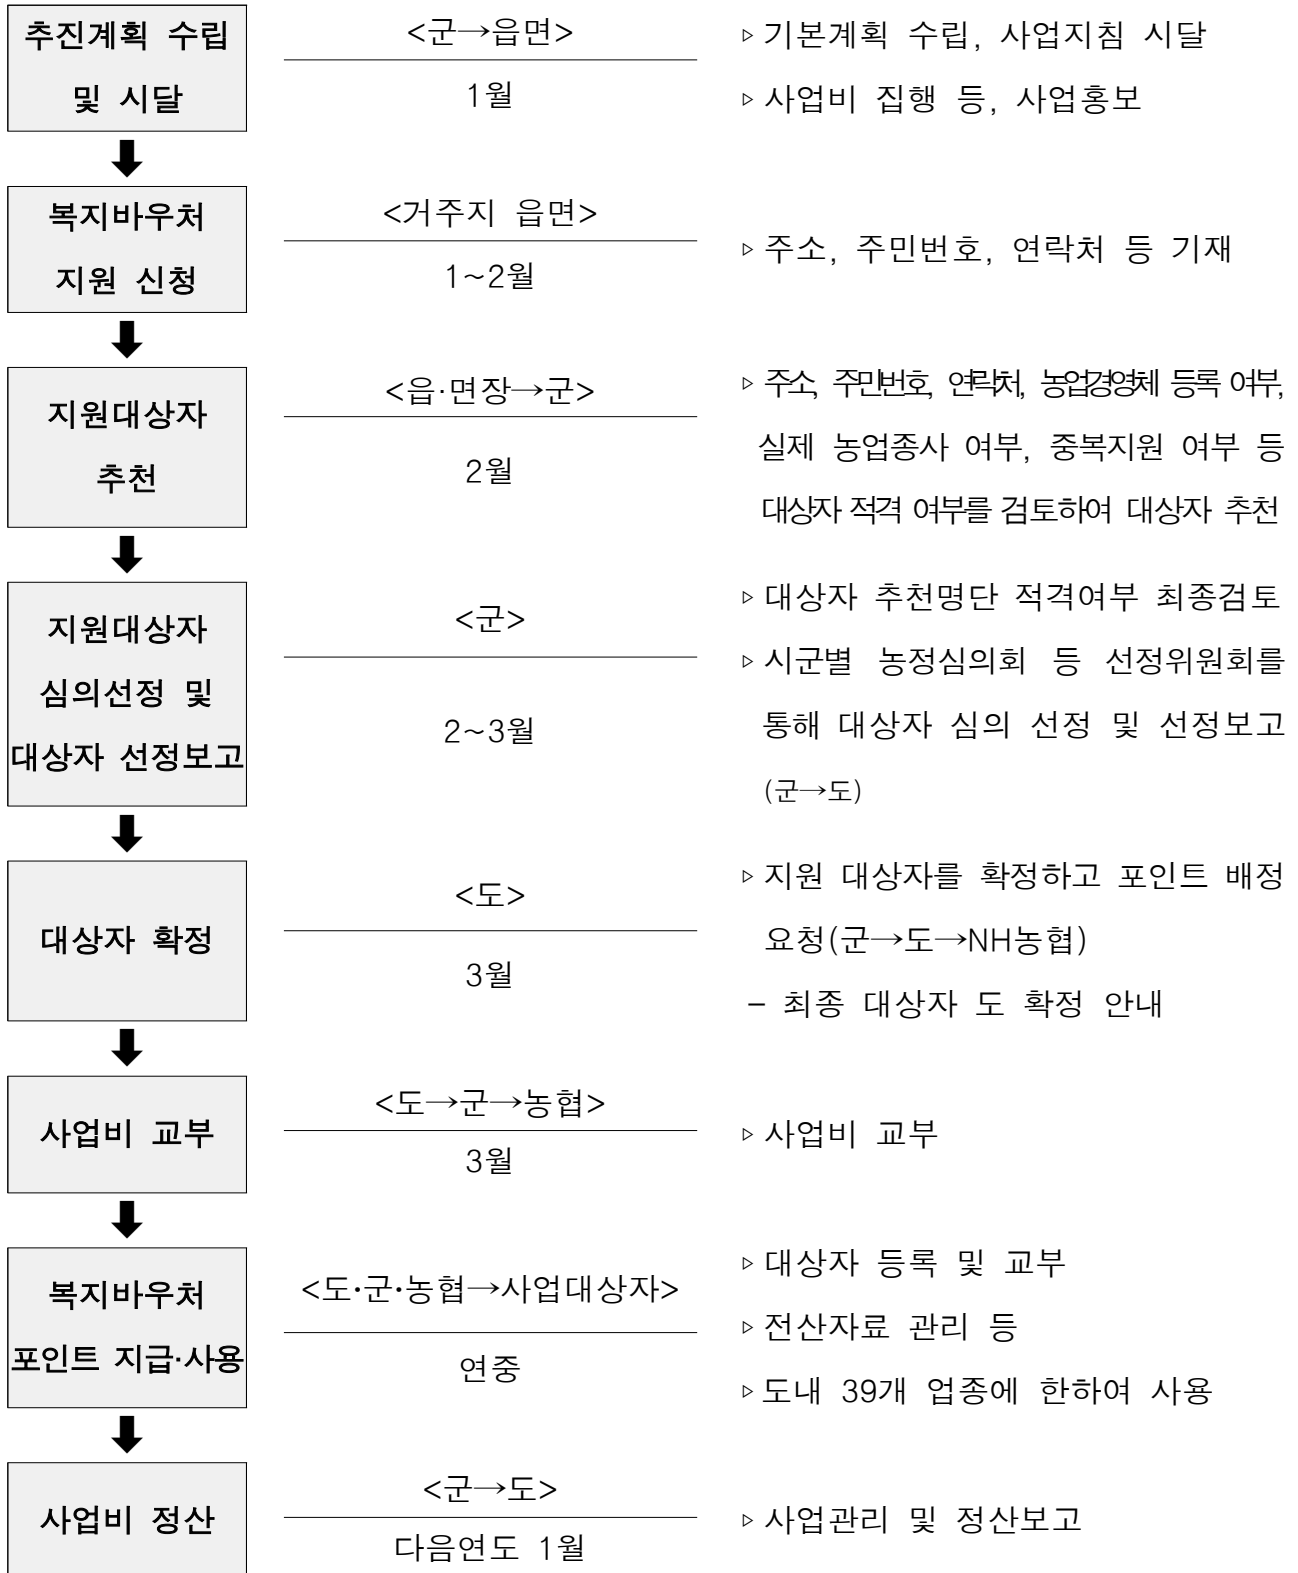 추진계획 수립
및 시달
<군→읍면>
1월
▹기본계획 수립, 사업지침 시달
▹사업비 집행 등, 사업홍보
복지바우처
지원 신청
<거주지 읍면>
1~2월
▹주소, 주민번호, 연락처 등 기재
지원대상자
추천
<읍·면장→군>
2월
▹주소, 주민번호, 연락처, 농업경영체 등록 여부,
실제 농업종사 여부, 중복지원 여부 등
대상자 적격 여부를 검토하여 대상자 추천
지원대상자
심의선정 및
대상자 선정보고
<군>
2~3월
▹대상자 추천명단 적격여부 최종검토
▹시군별 농정심의회 등 선정위원회를
통해 대상자 심의 선정 및 선정보고
(군→도)
대상자 확정
<도>
3월
▹지원 대상자를 확정하고 포인트 배정
요청(군→도→NH농협)
- 최종 대상자 도 확정 안내
사업비 교부
<도→군→농협>
3월
▹사업비 교부
복지바우처
포인트 지급·사용
<도·군·농협→사업대상자>
연중
▹대상자 등록 및 교부
▹전산자료 관리 등
▹도내 39개 업종에 한하여 사용
사업비 정산
<군→도>
다음연도 1월
▹사업관리 및 정산보고